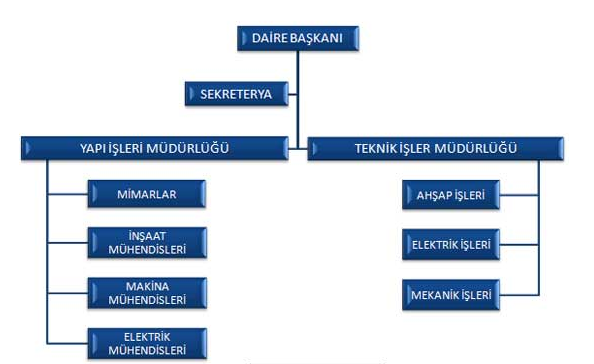 DAİRE BAŞKANI
SEKRETERYA
YAPI İŞLERİ MÜDÜRLÜĞÜ
TEKNİK İŞLER MÜDÜRLÜĞÜ
MİMARLAR
İNŞAAT
MÜHENDİSLERİ
MAKİNA
MÜHENDİSLERİ
ELEKTRİK
MÜHENDİSLERİ
AHŞAP İŞLERİ
ELEKTRİK İŞLERİ
MEKANİK İŞLERİ